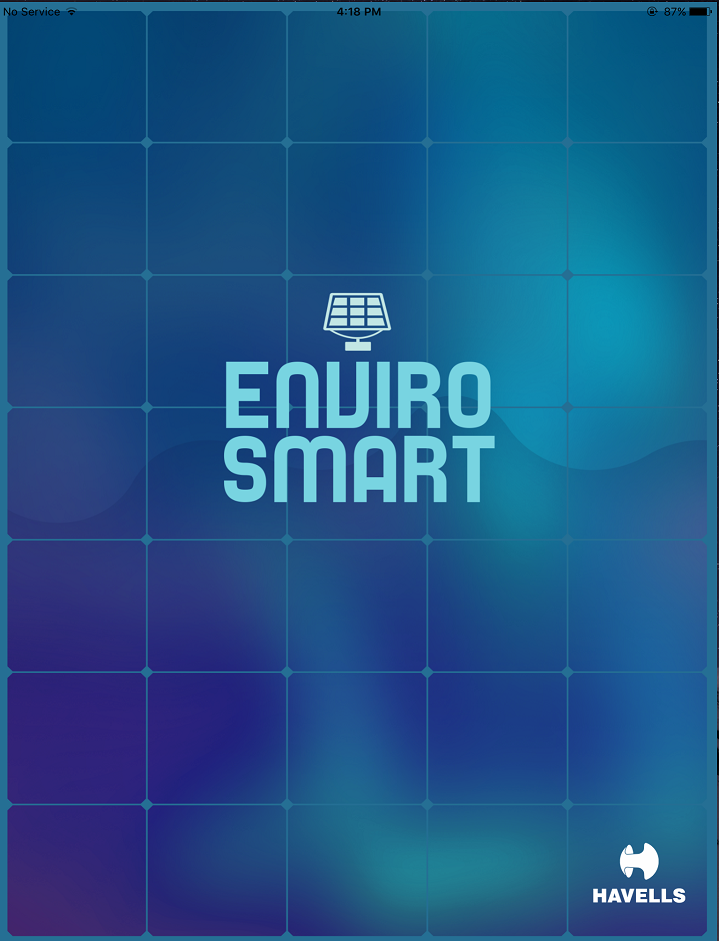 No Service 4:18 PM 87%
ENVIRO
SMART
HAVELLS